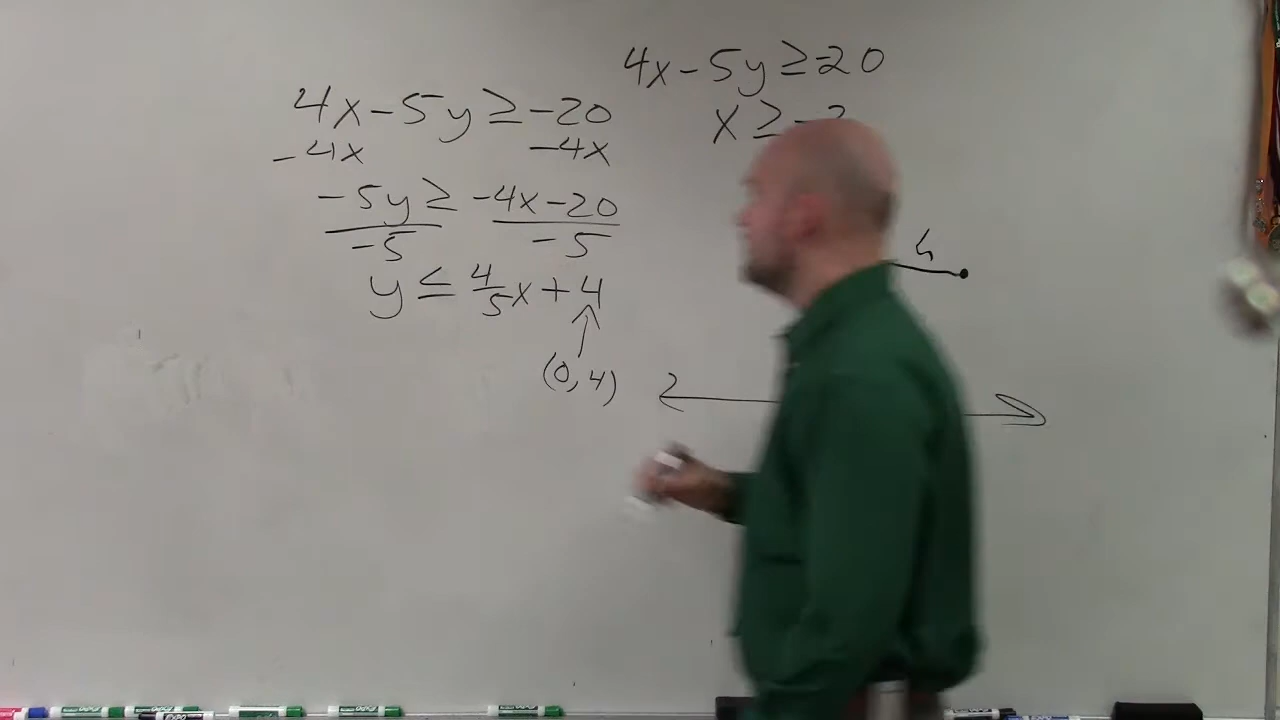 4x-5y≥-20
-4x -4x
-5y≥ -4x-20
-5 -5
y ≤ 4/5x+4
(0,4)
4x-5y≥-20
x ≥ -2
4